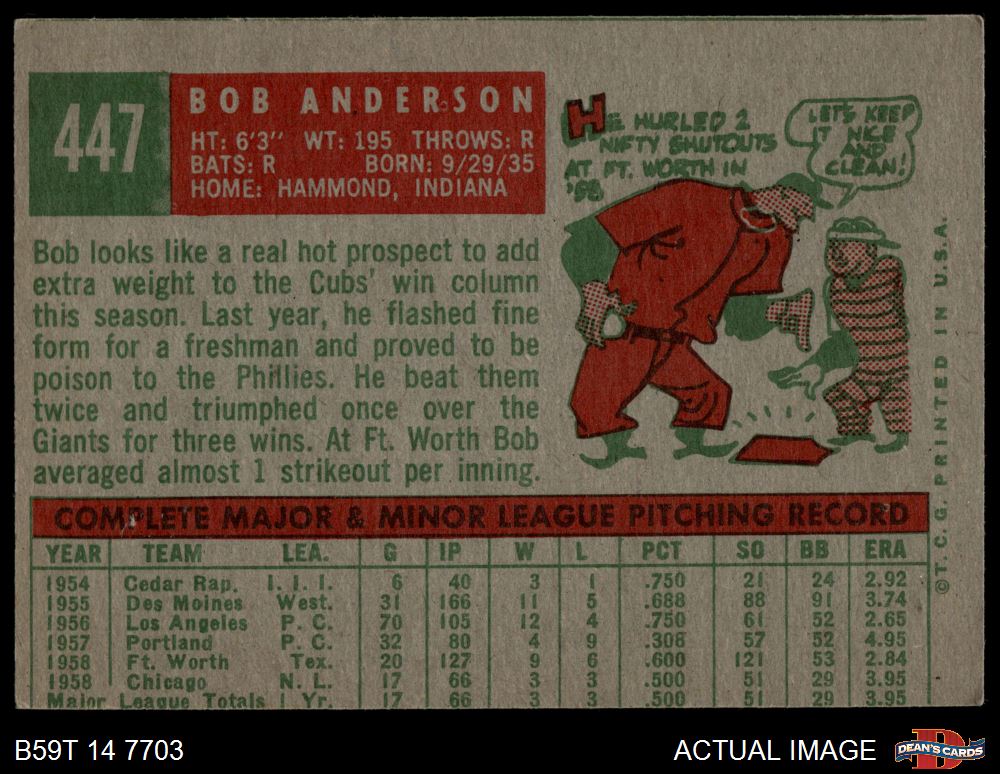 447
BOB ANDERSON
HT: 6'3" WT: 195 THROWS: R
BATS: R BORN: 9/29/35
HOME: HAMMOND, INDIANA
HE HURLED 2
NIFTY SHUTOUTS
AT FT. WORTH IN
'58
LET'S KEEP
IT NICE
AND
CLEAN!
Bob looks like a real hot prospect to add
extra weight to the Cubs' win column
this season. Last year, he flashed fine
form for a freshman and proved to be
poison to the Phillies. He beat them
twice and triumphed once over the
Giants for three wins. At Ft. Worth Bob
averaged almost 1 strikeout per inning.
COMPLETE MAJOR & MINOR LEAGUE PITCHING RECORD
YEAR TEAM LEA. G IP W L PCT SO BB ERA
1954 Cedar Rap. I. I. I. 6 40 3 1 .750 21 24 2.92
1955 Des Moines West. 31 166 11 5 .688 88 91 3.74
1956 Los Angeles P. C. 70 105 12 4 .750 61 52 2.65
1957 Portland P. C. 32 80 4 9 .308 57 52 4.95
1958 Ft. Worth Tex. 20 127 9 6 .600 121 53 2.84
1958 Chicago N. L. 17 66 3 3 .500 51 29 3.95
Major League Totals 1 Yr. 17 66 3 3 .500 51 29 3.95
©T. C. G. PRINTED IN U.S.A.
B59T 14 7703
ACTUAL IMAGE
D
DEAN'S CARDS